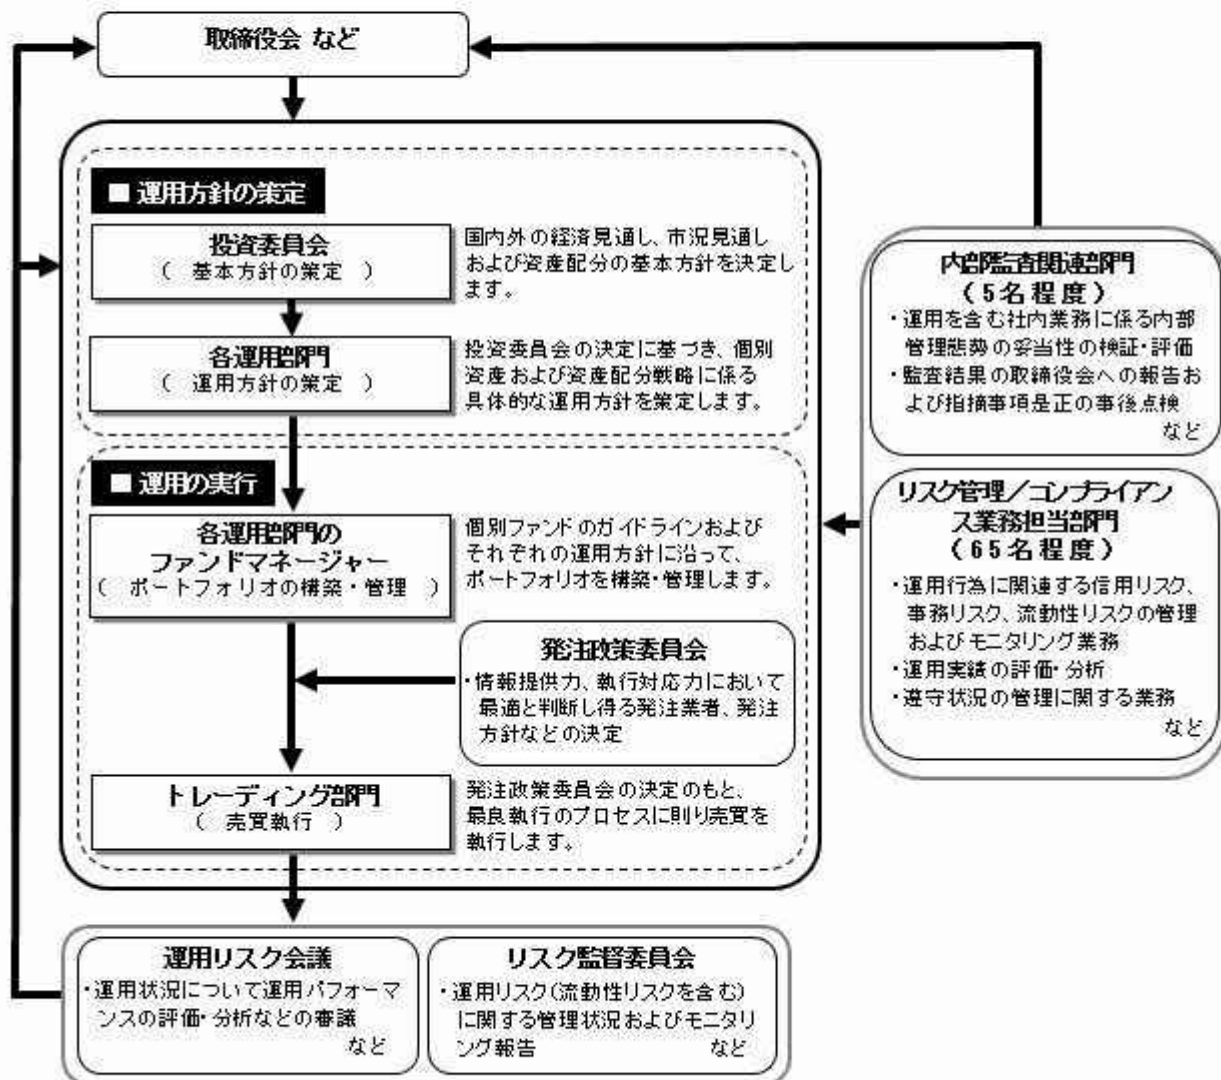 取締役会 など
■ 運用方針の策定
投資委員会
( 基本方針の策定 )
国内外の経済見通し、市況見通し
および資産配分の基本方針を決定し
ます。
各運用部門
( 運用方針の策定 )
投資委員会の決定に基づき、個別
資産および資産配分戦略に係る
具体的な運用方針を策定します。
■ 運用の実行
各運用部門の
ファンドマネージャー
( ポートフォリオの構築・管理 )
個別ファンドのガイドラインおよび
それぞれの運用方針に沿って、
ポートフォリオを構築・管理します。
発注政策委員会
・情報提供力、執行対応力において
最適と判断し得る発注業者、発注
方針などの決定
トレーディング部門
( 売買執行 )
発注政策委員会の決定のもと、
最良執行のプロセスに則り売買を
執行します。
内部監査関連部門
(5名程度)
・運用を含む社内業務に係る内部
管理態勢の妥当性の検証・評価
・監査結果の取締役会への報告お
よび指摘事項是正の事後点検
など
リスク管理/コンプライアン
ス業務担当部門
(65名程度)
・運用行為に関連する信用リスク、
事務リスク、流動性リスクの管理
およびモニタリング業務
・運用実績の評価・分析
・遵守状況の管理に関する業務
など
運用リスク会議
・運用状況について運用パフォーマ
ンスの評価・分析などの審議
など
リスク監督委員会
・運用リスク(流動性リスクを含む)
に関する管理状況およびモニタリ
ング報告 など